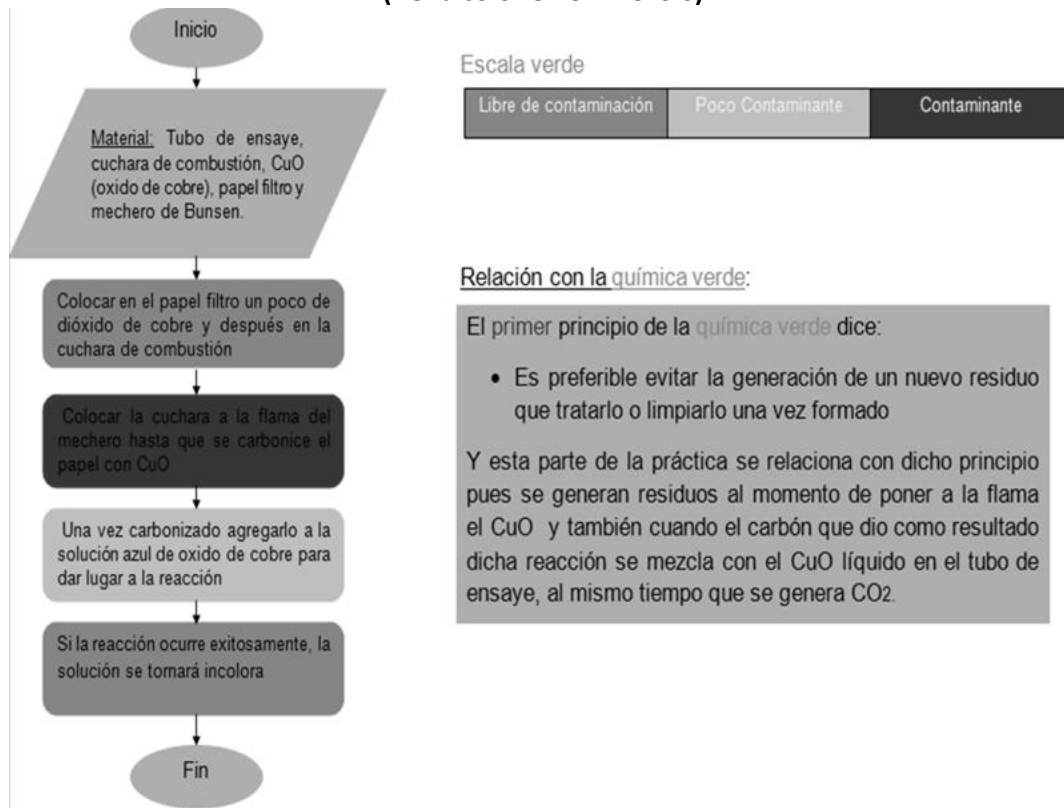 Inicio
Material: Tubo de ensaye,
cuchara de combustión, CuO
(oxido de cobre), papel filtro y
mechero de Bunsen.
Colocar en el papel filtro un poco de
dióxido de cobre y después en la
cuchara de combustión
Colocar la cuchara a la flama del
mechero hasta que se carbonice el
papel con CuO
Una vez carbonizado agregarlo a la
solución azul de oxido de cobre para
dar lugar a la reacción
Si la reacción ocurre exitosamente, la
solución se tornará incolora
Fin
Escala verde
Libre de contaminación
Poco Contaminante
Contaminante
Relación con la química verde:
El primer principio de la química verde dice:
• Es preferible evitar la generación de un nuevo residuo
que tratarlo o limpiarlo una vez formado
Y esta parte de la práctica se relaciona con dicho principio
pues se generan residuos al momento de poner a la flama
el CuO y también cuando el carbón que dio como resultado
dicha reacción se mezcla con el CuO líquido en el tubo de
ensaye, al mismo tiempo que se genera CO2.